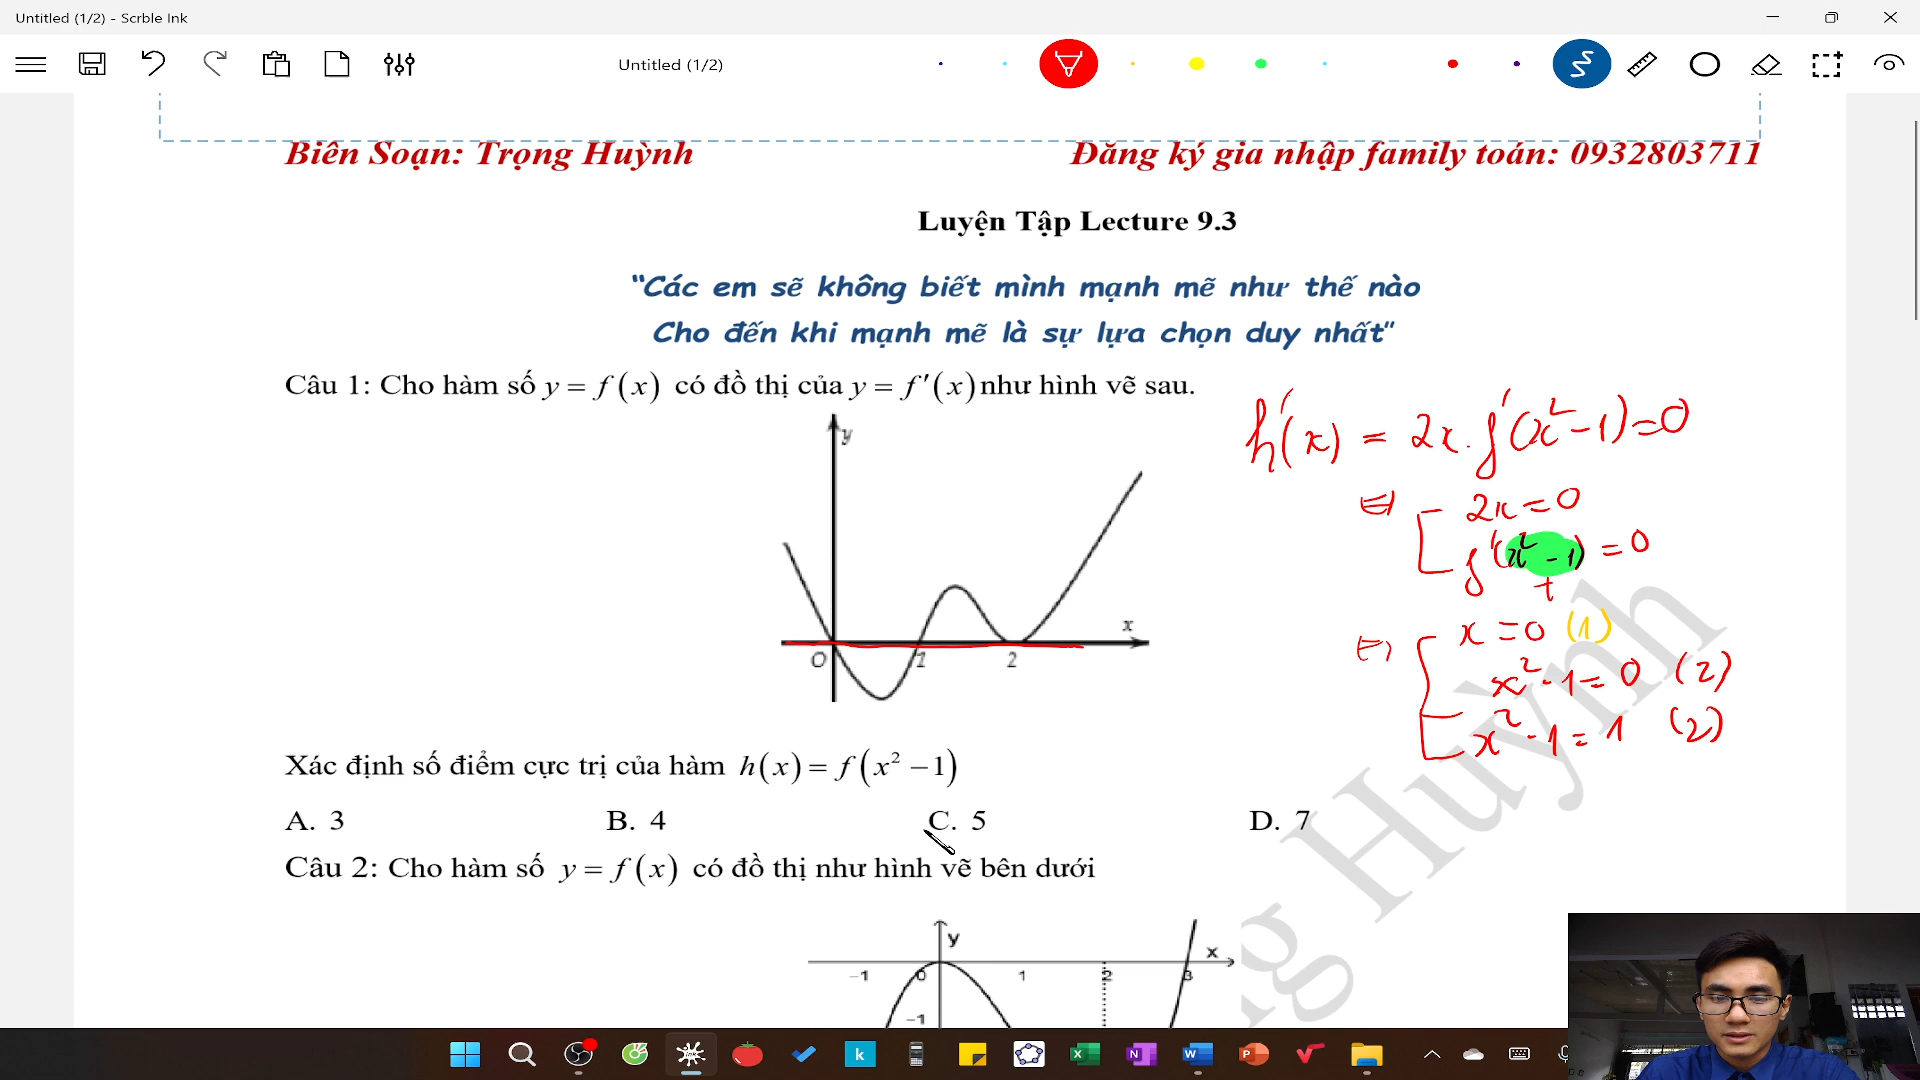 Untitled (1/2) - Scrble Ink
Untitled (1/2)
Biên Soạn: Trọng Huỳnh
Đăng ký gia nhập family toán: 0932803711
Luyện Tập Lecture 9.3
"Các em sẽ không biết mình mạnh mẽ như thế nào
Cho đến khi mạnh mẽ là sự lựa chọn duy nhất"
Câu 1: Cho hàm số y = f(x) có đồ thị của y = f′(x) như hình vẽ sau.
y
x
O 1 2
h'(x) = 2x.f'(x²-1)=0
⇔ 2x=0
f'(x²-1) = 0
t
⇔ x=0 (1)
x²-1=0 (2)
x²-1=1 (2)
Xác định số điểm cực trị của hàm h(x) = f(x² − 1)
A. 3 B. 4 C. 5 D. 7
Câu 2: Cho hàm số y = f(x) có đồ thị như hình vẽ bên dưới
y
x
−1 0 1 2 3
−1
ng Huỳnh